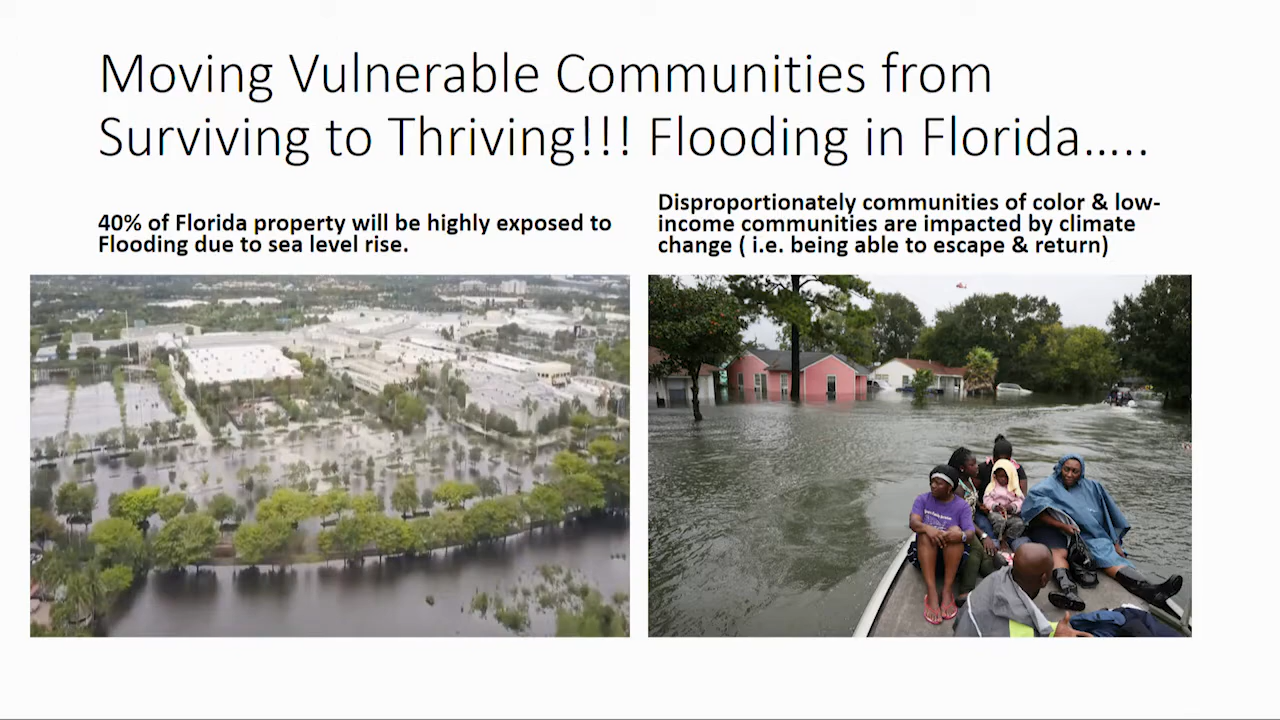 Moving Vulnerable Communities from
Surviving to Thriving!!! Flooding in Florida…..
40% of Florida property will be highly exposed to
Flooding due to sea level rise.
Disproportionately communities of color & low-
income communities are impacted by climate
change ( i.e. being able to escape & return)